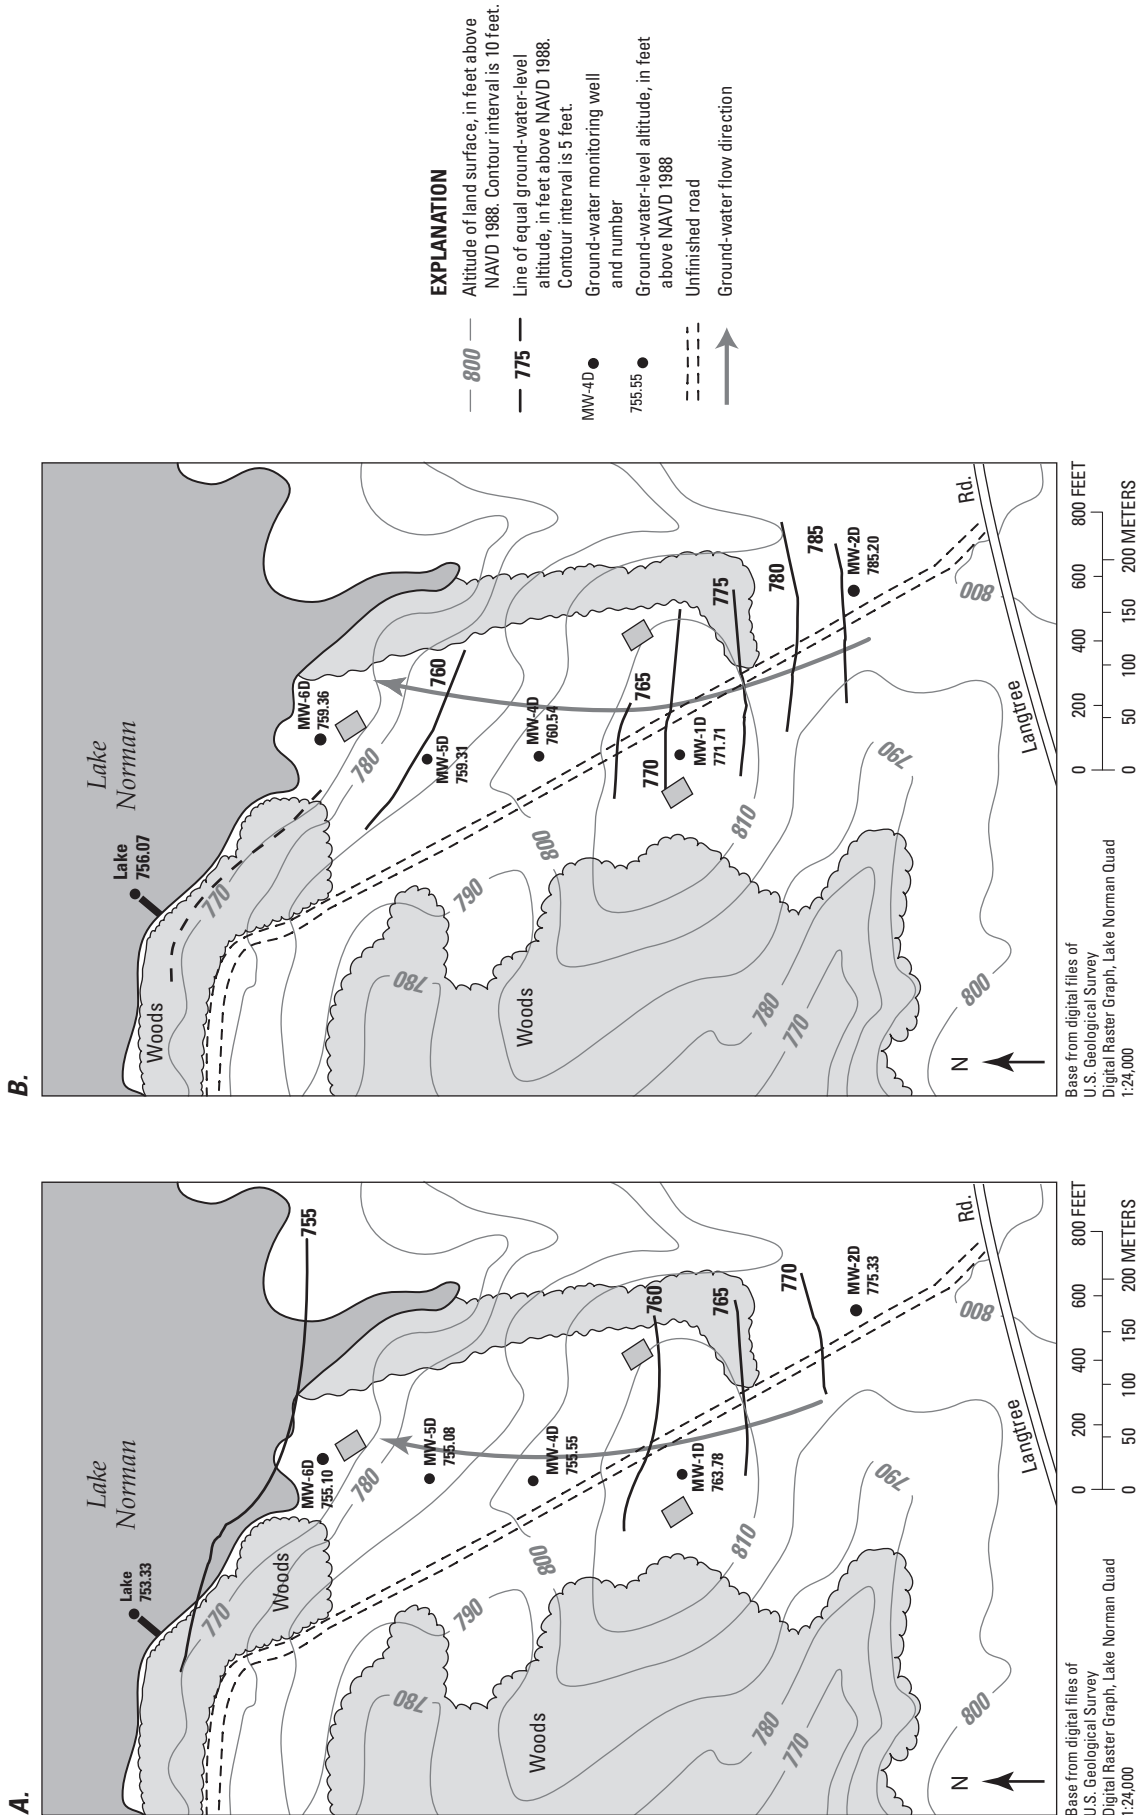 A.
Lake
Norman
Lake
753.33
755
770
Woods
MW-6D
755.10
780
MW-5D
755.08
MW-4D
755.55
790
780
800
Woods
760
MW-1D
763.78
765
810
780
770
770
790
MW-2D
775.33
800
800
N
Langtree
Rd.
0 200 400 600 800 FEET
0 50 100 150 200 METERS
Base from digital files of
U.S. Geological Survey
Digital Raster Graph, Lake Norman Quad
1:24,000
B.
Lake
Norman
Lake
756.07
Woods
770
MW-6D
759.36
780
760
MW-5D
759.31
MW-4D
760.54
790
780
800
Woods
765
770
MW-1D
771.71
775
810
780
770
780
785
790
MW-2D
785.20
800
800
N
Langtree
Rd.
0 200 400 600 800 FEET
0 50 100 150 200 METERS
Base from digital files of
U.S. Geological Survey
Digital Raster Graph, Lake Norman Quad
1:24,000
EXPLANATION
800
Altitude of land surface, in feet above
NAVD 1988. Contour interval is 10 feet.
775
Line of equal ground-water-level
altitude, in feet above NAVD 1988.
Contour interval is 5 feet.
MW-4D
Ground-water monitoring well
and number
755.55
Ground-water-level altitude, in feet
above NAVD 1988
Unfinished road
Ground-water flow direction